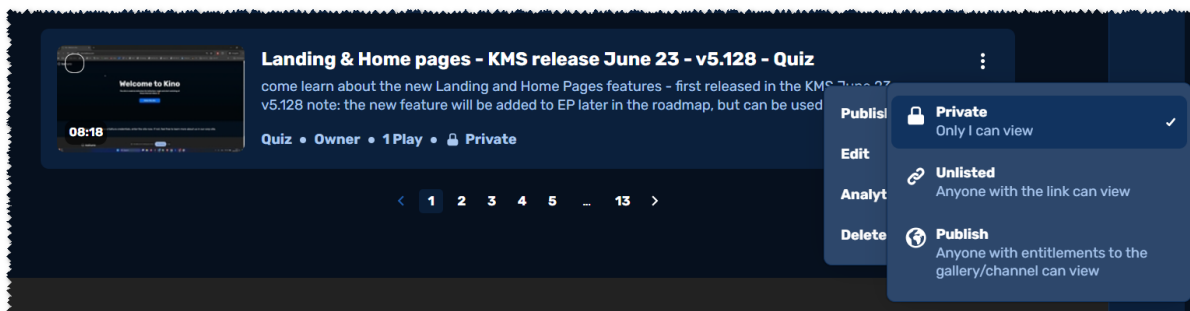 Landing & Home pages - KMS release June 23 - v5.128 - Quiz
come learn about the new Landing and Home Pages features - first released in the KMS June 23
v5.128 note: the new feature will be added to EP later in the roadmap, but can be used
Welcome to Kino
08:18
Quiz • Owner • 1 Play • Private
Edit
Private
Only I can view
Unlisted
Anyone with the link can view
Publish
Anyone with entitlements to the
gallery/channel can view
Delete
1 2 3 4 5 ... 13